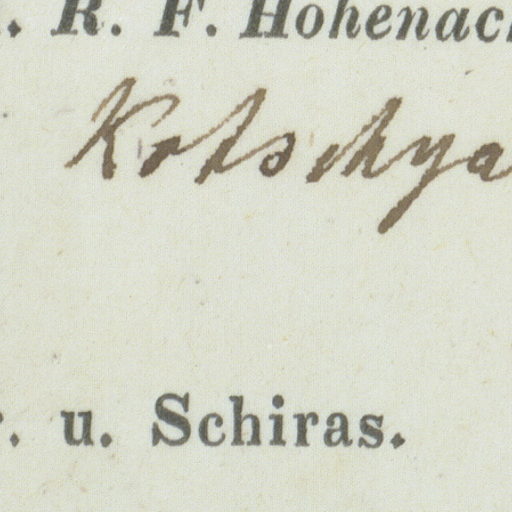 . R. F. Hohenac
Kotschya
. u. Schiras.